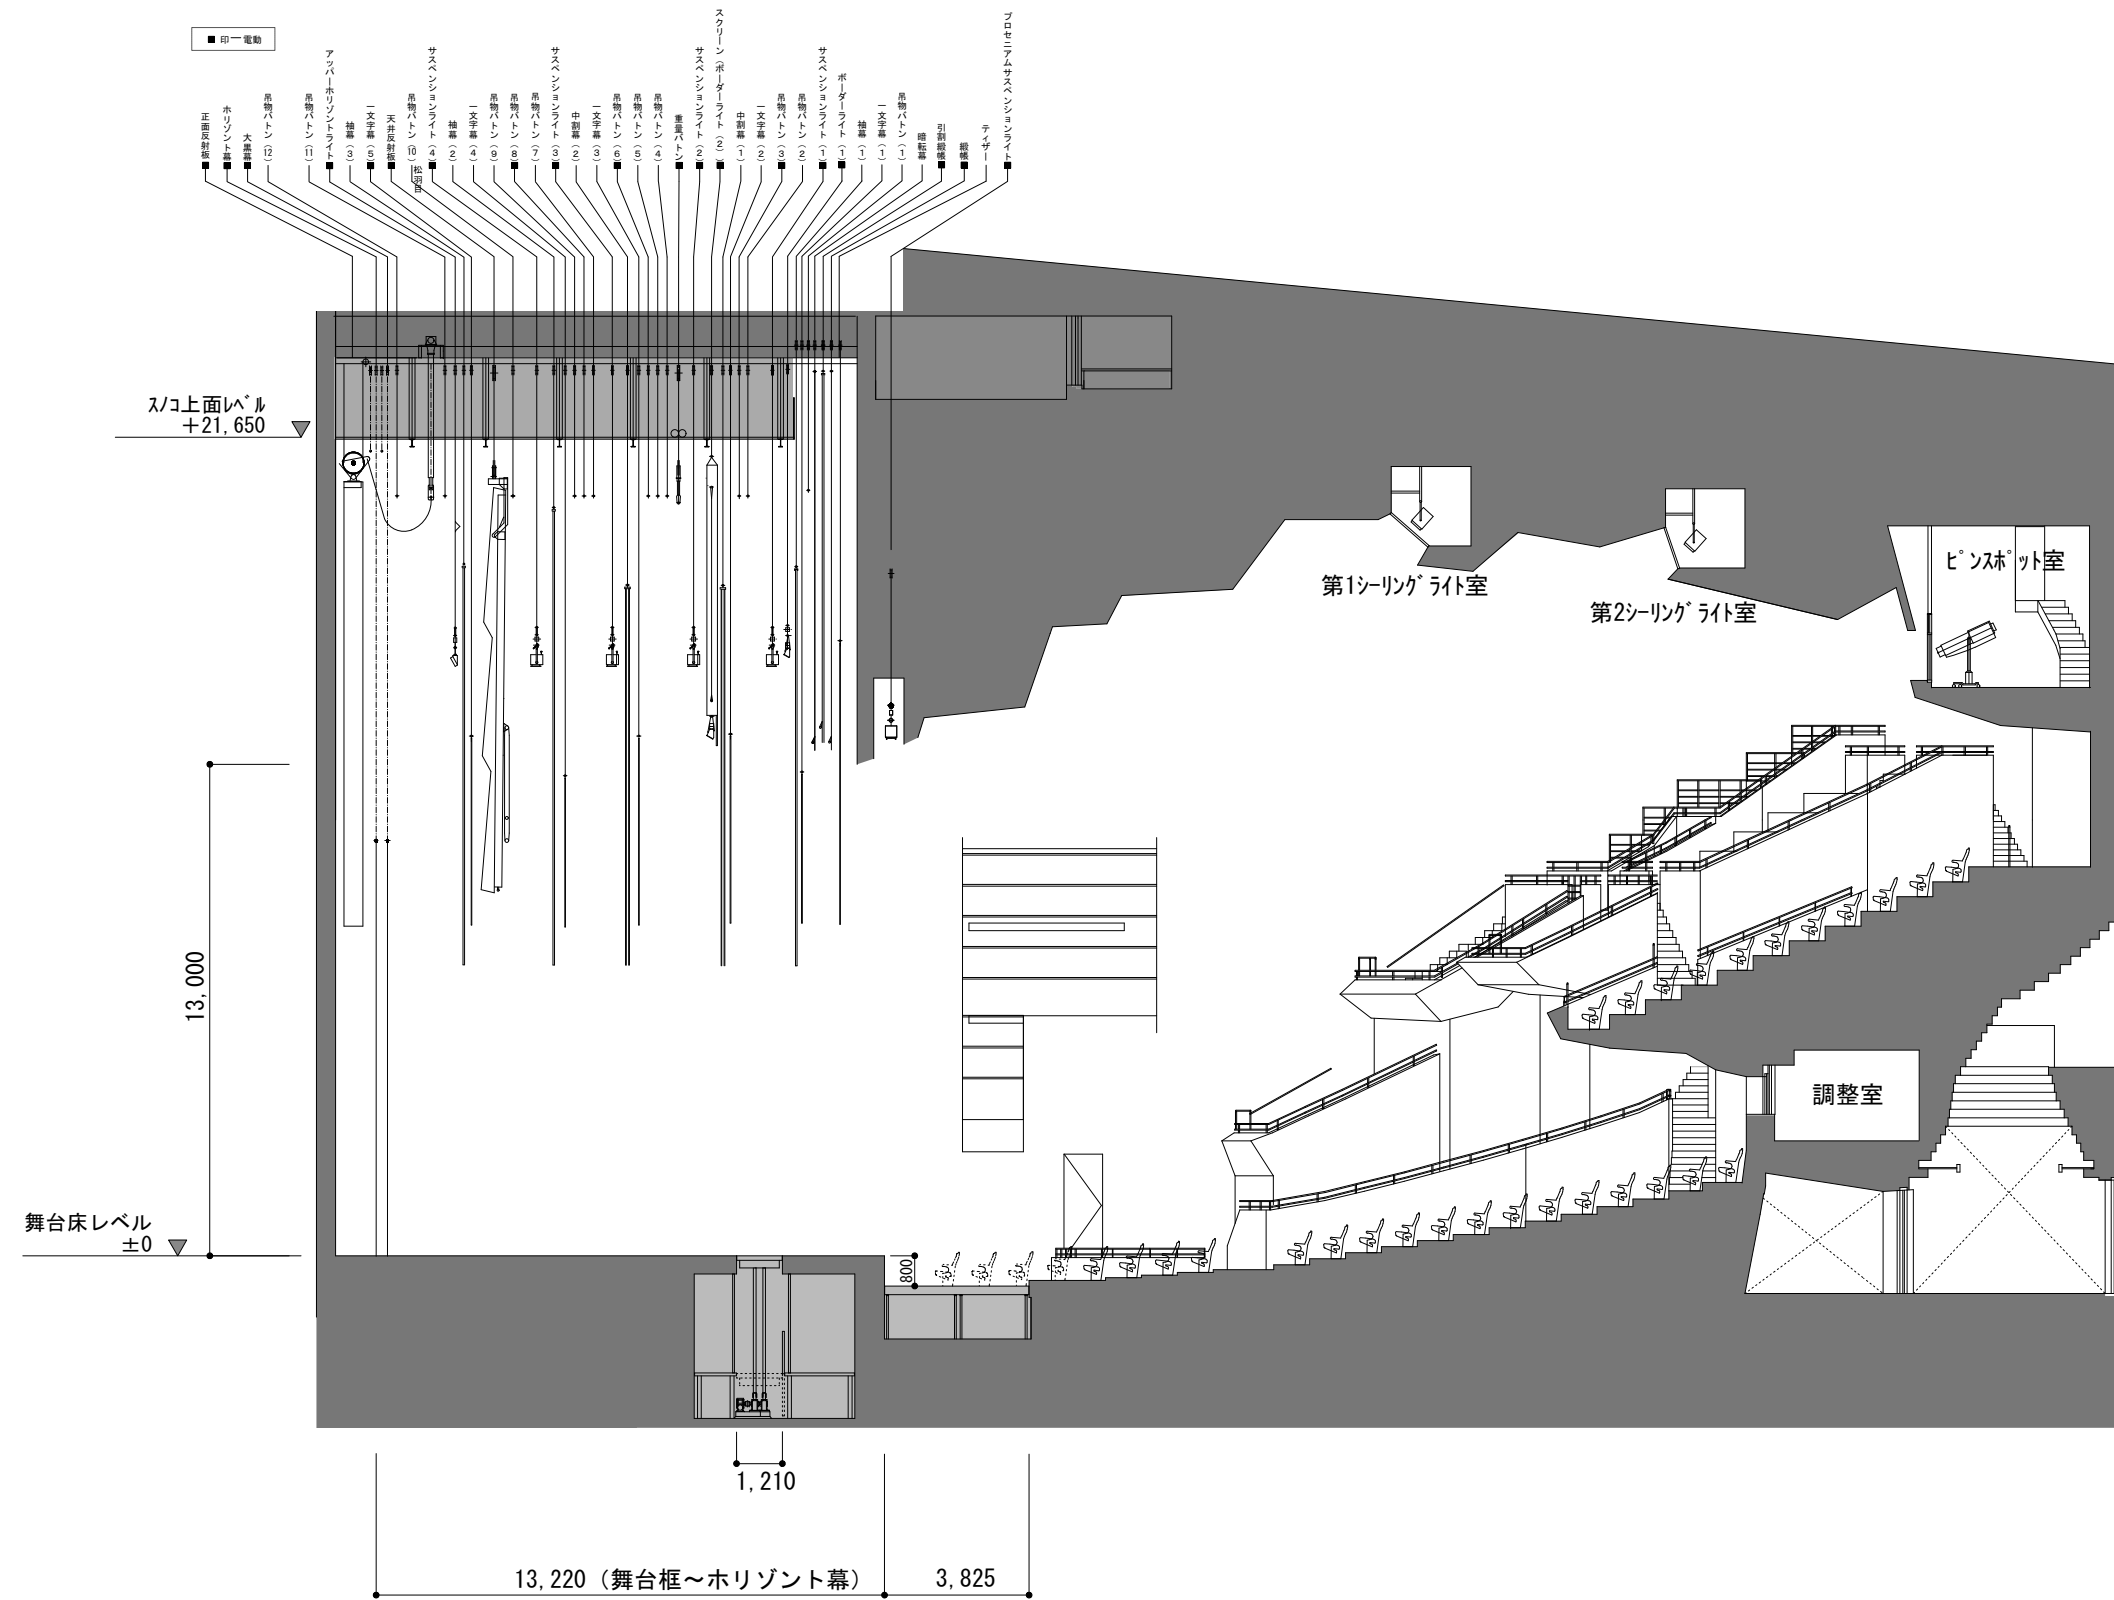 ■ 印ー電動
正面反射板
ホリゾント幕
大黒幕
吊物バトン（12）
吊物バトン（11）
アッパーホリゾントライト
袖幕（3）
一文字幕（5）
天井反射板
吊物バトン（10）
松羽目
サスペンションライト（4）
袖幕（2）
一文字幕（4）
吊物バトン（9）
吊物バトン（8）
吊物バトン（7）
サスペンションライト（3）
中割幕（2）
一文字幕（3）
吊物バトン（6）
吊物バトン（5）
吊物バトン（4）
重量バトン
サスペンションライト（2）
スクリーン（ボーダーライト（2））
中割幕（1）
一文字幕（2）
吊物バトン（3）
吊物バトン（2）
サスペンションライト（1）
ボーダーライト（1）
袖幕（1）
一文字幕（1）
吊物バトン（1）
暗転幕
引割緞帳
緞帳
ティザー
プロセニアムサスペンションライト
スノコ上面レベル
＋21,650
第1シーリングライト室
第2シーリングライト室
ピンスポット室
13,000
調整室
舞台床レベル
±0
800
1,210
13,220（舞台框～ホリゾント幕）
3,825